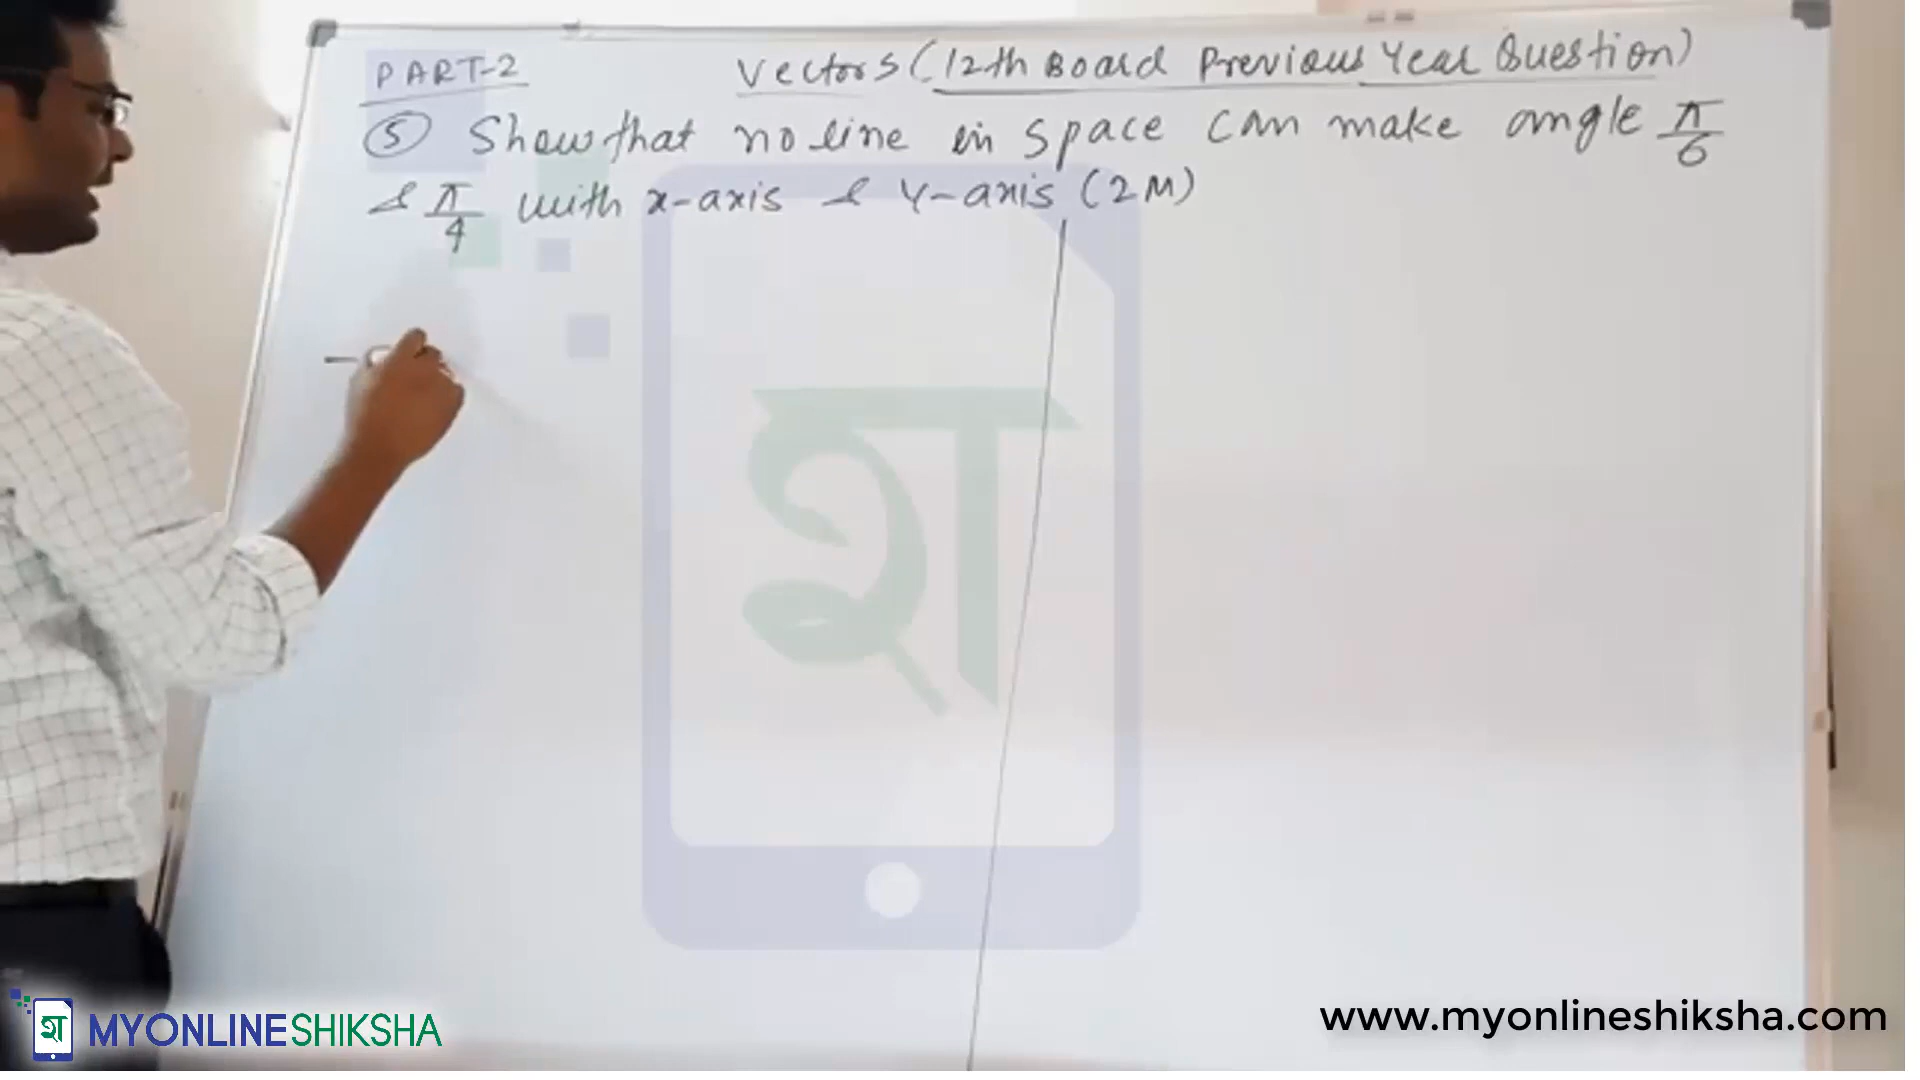 PART-2
Vectors (12th Board Previous Year Question)
⑤ Show that no line in space can make angle π/6
& π/4 with x-axis & Y-axis (2M)
श
MYONLINESHIKSHA
www.myonlineshiksha.com